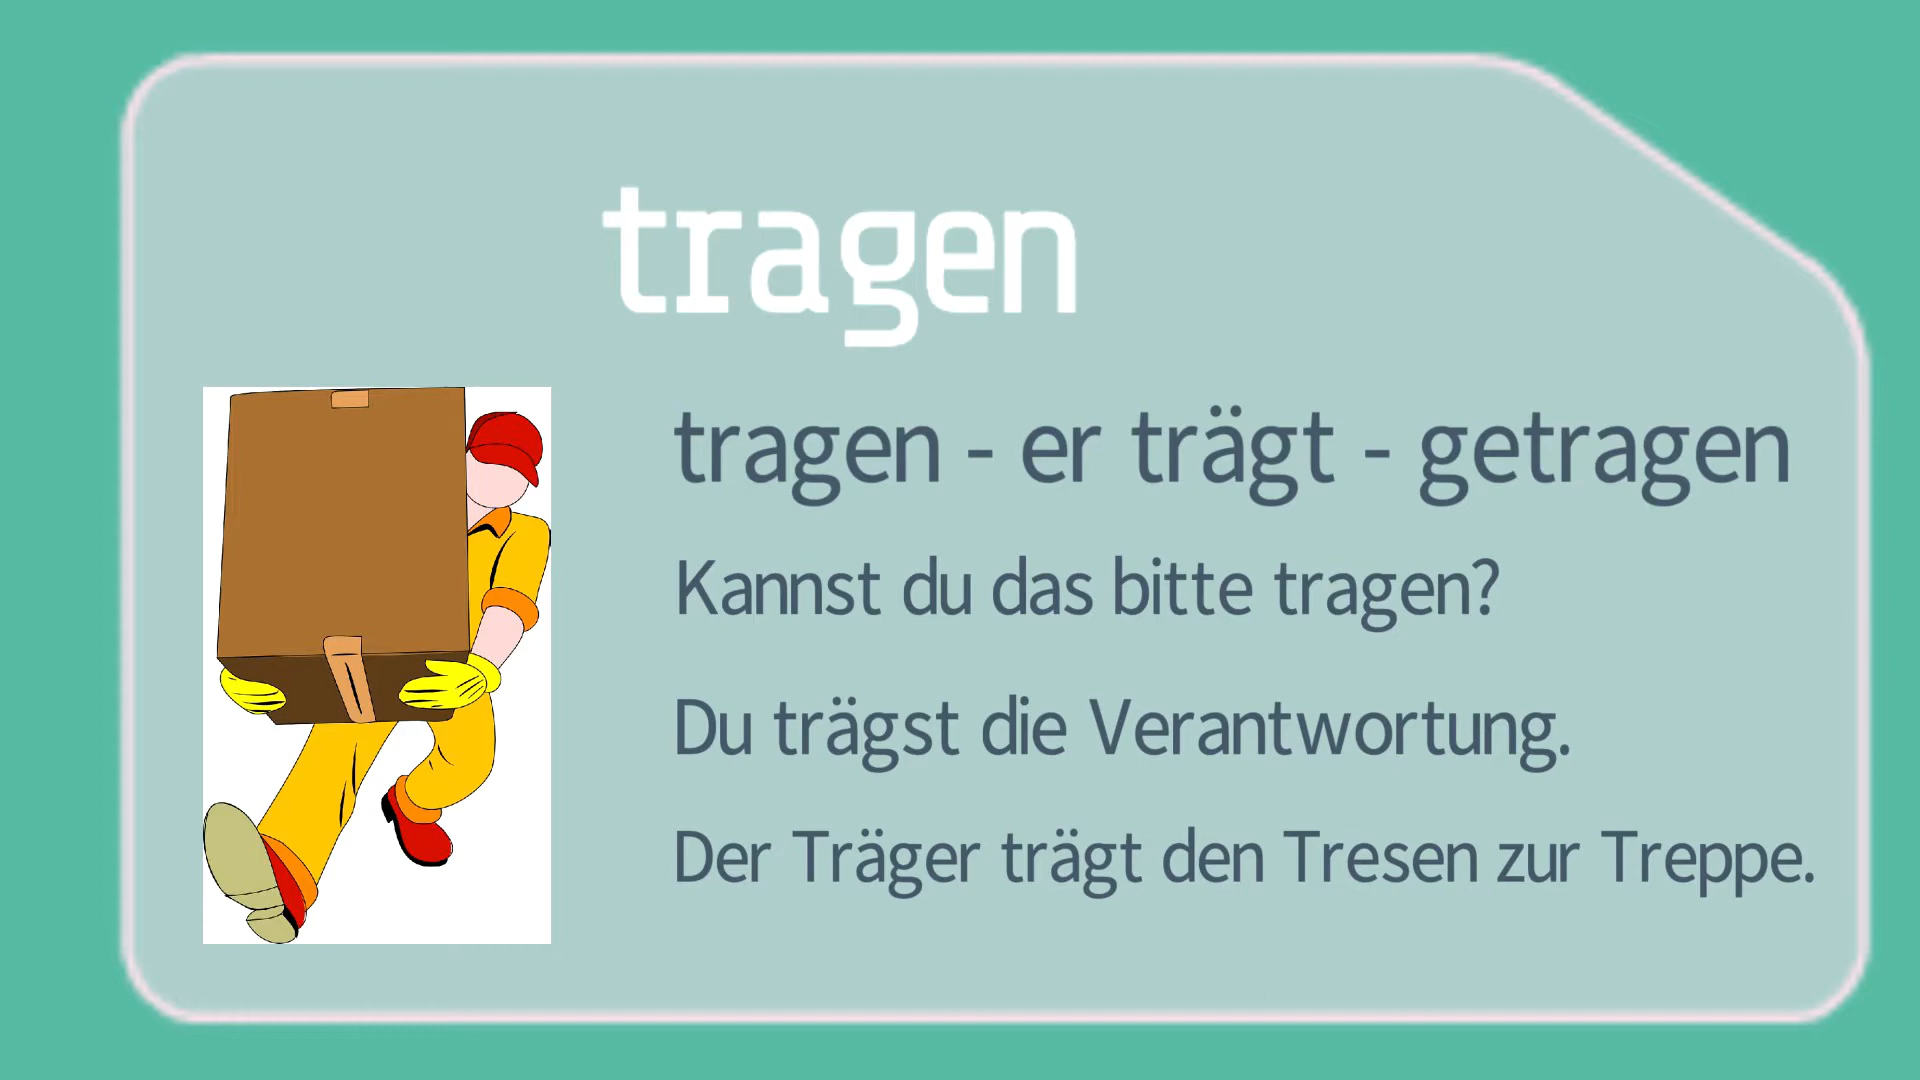 tragen
tragen - er trägt - getragen
Kannst du das bitte tragen?
Du trägst die Verantwortung.
Der Träger trägt den Tresen zur Treppe.